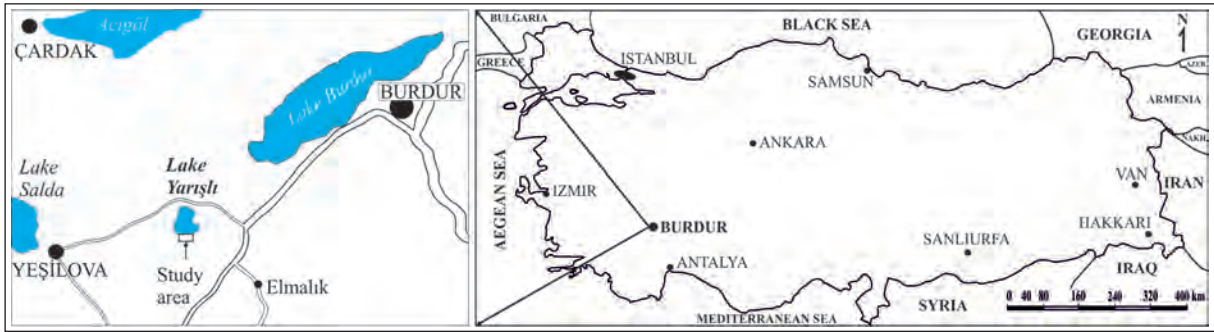 Acıgöl
ÇARDAK
Lake Burdur
BURDUR
Lake
Salda
Lake
Yarışlı
YEŞİLOVA
Study
area
Elmalık
BULGARIA
GREECE
ISTANBUL
BLACK SEA
SAMSUN
GEORGIA
N
AZER.
ARMENIA
NAKH.
ANKARA
AEGEAN SEA
IZMIR
VAN
IRAN
BURDUR
HAKKARI
SANLIURFA
ANTALYA
IRAQ
SYRIA
MEDITERRANEAN SEA
0 40 80 160 240 320 400 km